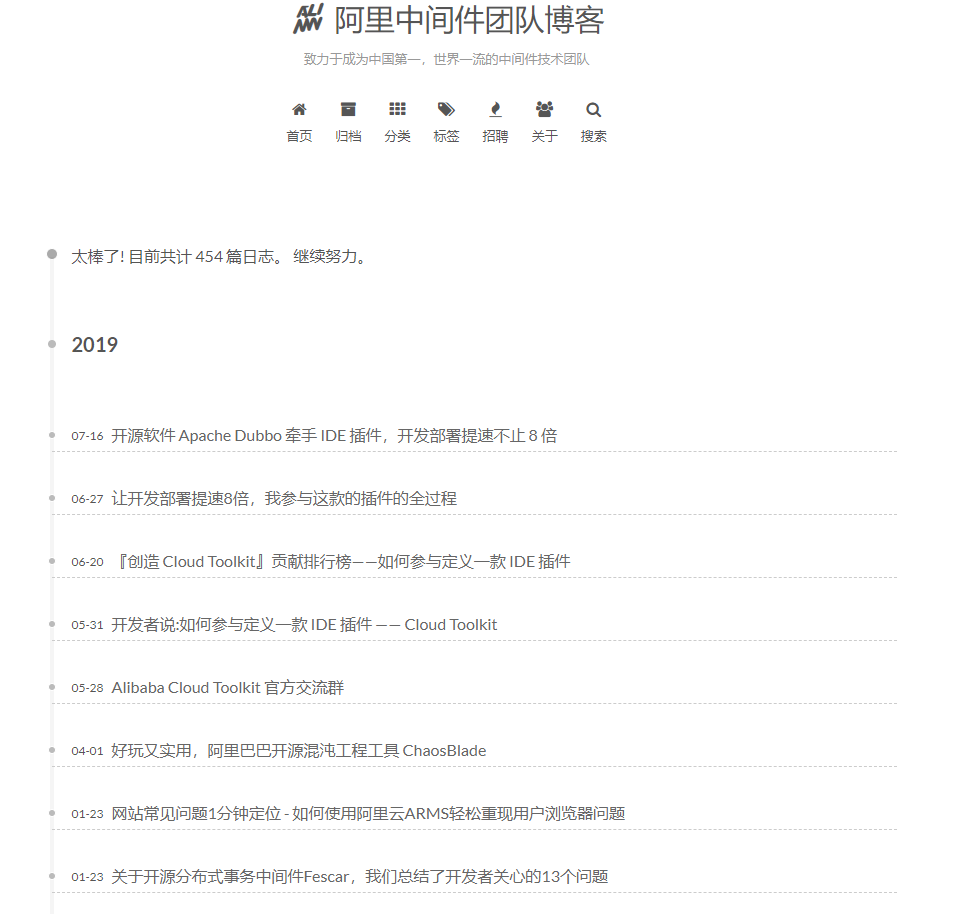 ALI MW 阿里中间件团队博客
致力于成为中国第一，世界一流的中间件技术团队
首页 归档 分类 标签 招聘 关于 搜索
太棒了! 目前共计 454 篇日志。 继续努力。
2019
07-16 开源软件 Apache Dubbo 牵手 IDE 插件，开发部署提速不止 8 倍
06-27 让开发部署提速8倍，我参与这款的插件的全过程
06-20 『创造 Cloud Toolkit』贡献排行榜——如何参与定义一款 IDE 插件
05-31 开发者说:如何参与定义一款 IDE 插件 —— Cloud Toolkit
05-28 Alibaba Cloud Toolkit 官方交流群
04-01 好玩又实用，阿里巴巴开源混沌工程工具 ChaosBlade
01-23 网站常见问题1分钟定位 - 如何使用阿里云ARMS轻松重现用户浏览器问题
01-23 关于开源分布式事务中间件Fescar，我们总结了开发者关心的13个问题